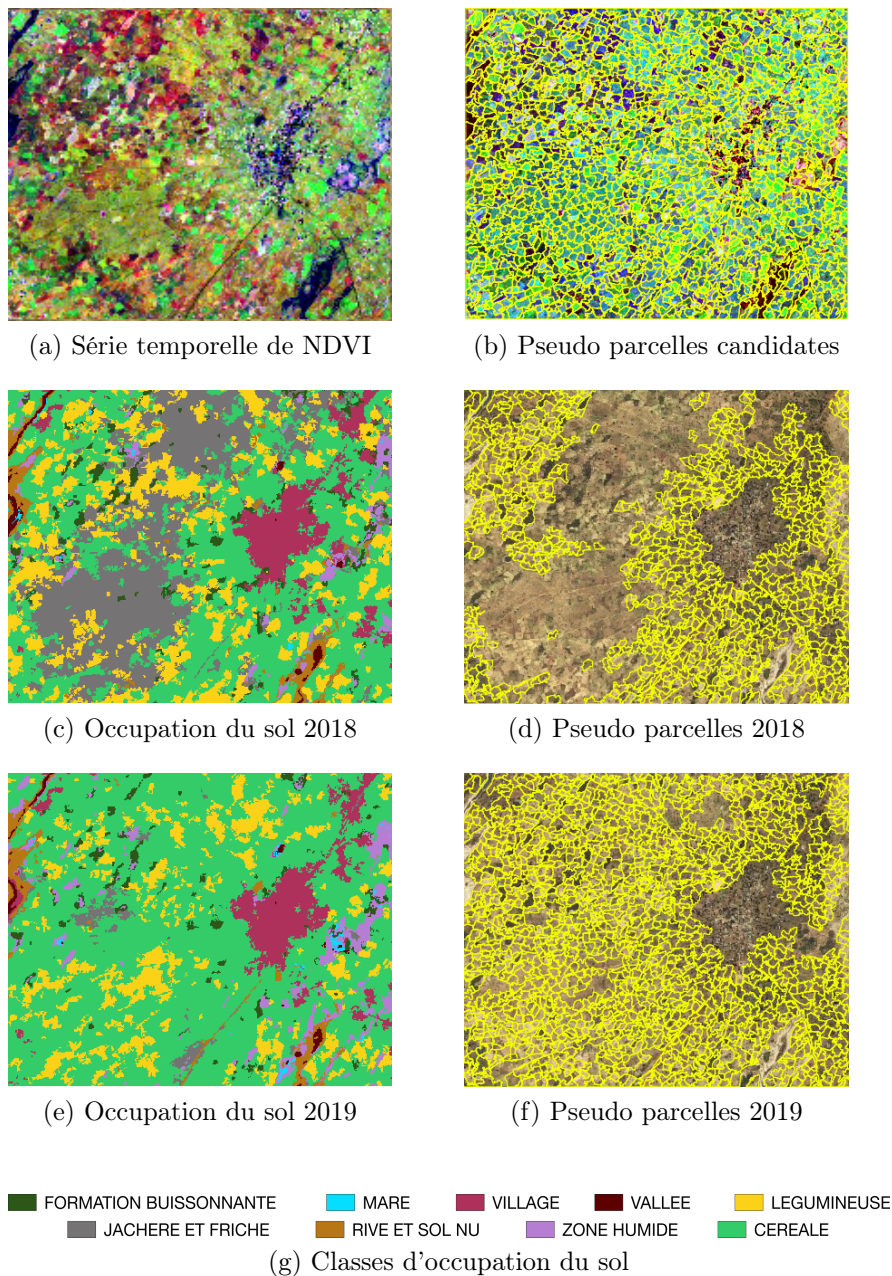 (a) Série temporelle de NDVI
(b) Pseudo parcelles candidates
(c) Occupation du sol 2018
(d) Pseudo parcelles 2018
(e) Occupation du sol 2019
(f) Pseudo parcelles 2019
FORMATION BUISSONNANTE MARE VILLAGE VALLEE LEGUMINEUSE
JACHERE ET FRICHE RIVE ET SOL NU ZONE HUMIDE CEREALE
(g) Classes d'occupation du sol